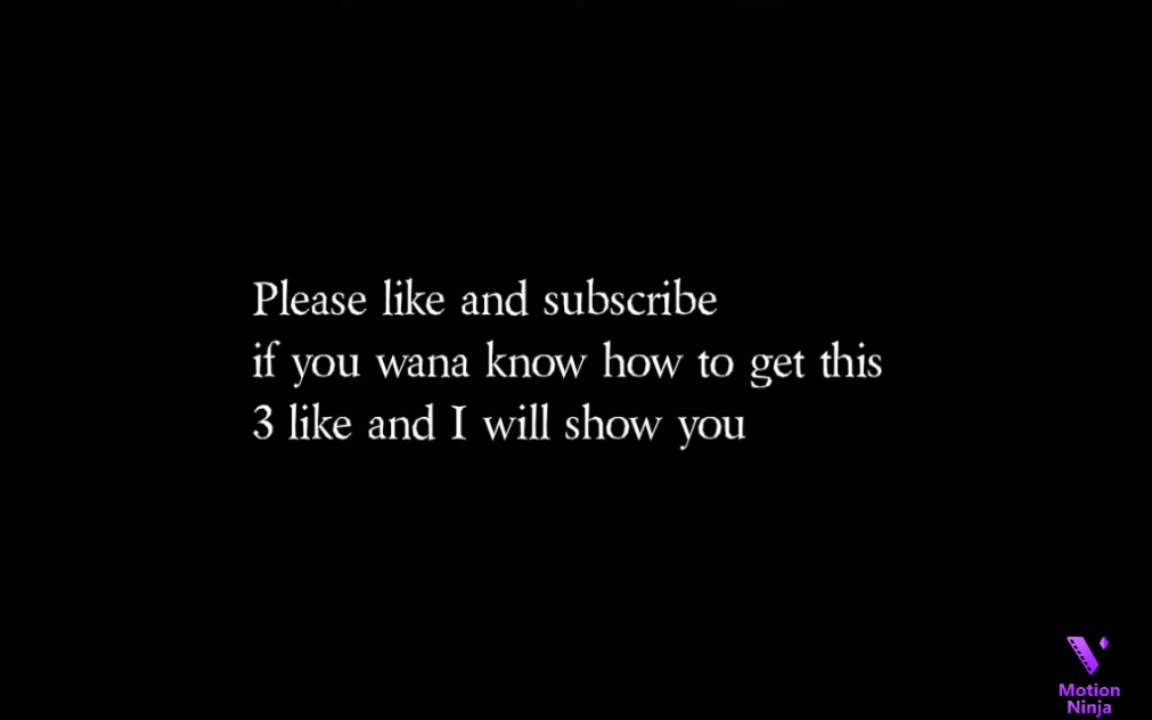 Please like and subscribe
if you wana know how to get this
3 like and I will show you
Motion
Ninja